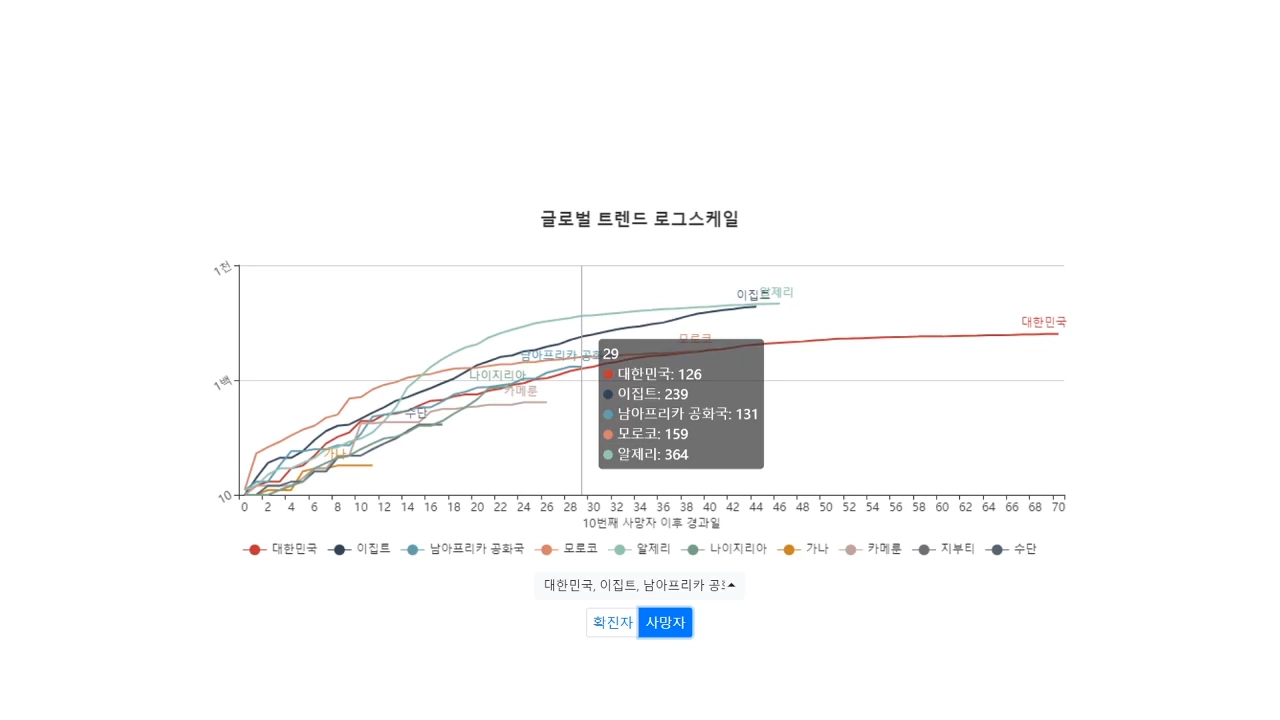 글로벌 트렌드 로그스케일
1천
이집트 알제리
대한민국
모로코
남아프리카 공화국
29
1백
나이지리아
대한민국: 126
카메룬
이집트: 239
수단
남아프리카 공화국: 131
모로코: 159
가나
알제리: 364
10
0 2 4 6 8 10 12 14 16 18 20 22 24 26 28 30 32 34 36 38 40 42 44 46 48 50 52 54 56 58 60 62 64 66 68 70
10번째 사망자 이후 경과일
대한민국 이집트 남아프리카 공화국 모로코 알제리 나이지리아 가나 카메룬 지부티 수단
대한민국, 이집트, 남아프리카 공
확진자 사망자